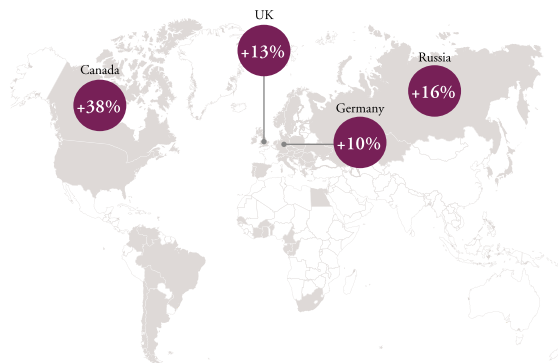 UK
+13%
Canada
+38%
Russia
+16%
Germany
+10%